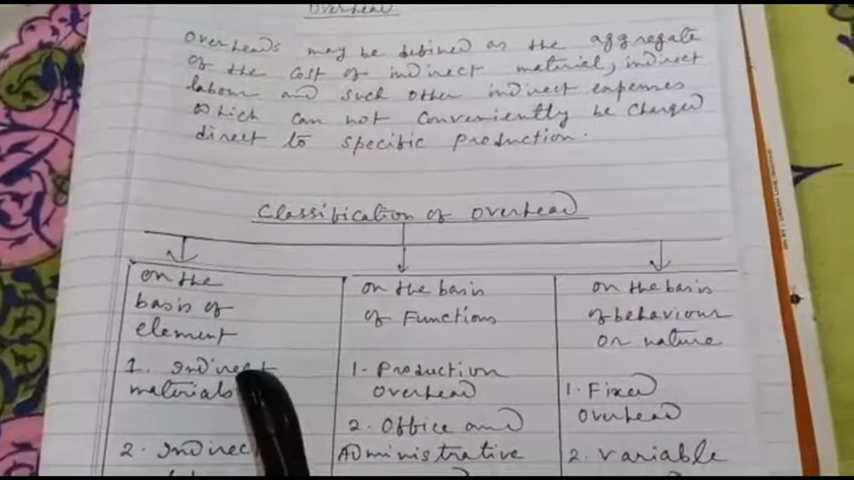 Overhead
Overheads may be defined as the aggregate
of the cost of indirect material, indirect
labour and such other indirect expenses
which can not conveniently be charged
direct to specific production.
Classification of overhead
on the
basis of
element
1. Indirect
materials
2. Indirect
on the basis
of Functions
1. Production
overhead
2. Office and
Administrative
on the basis
of behaviour
or nature
1. Fixed
overhead
2. Variable